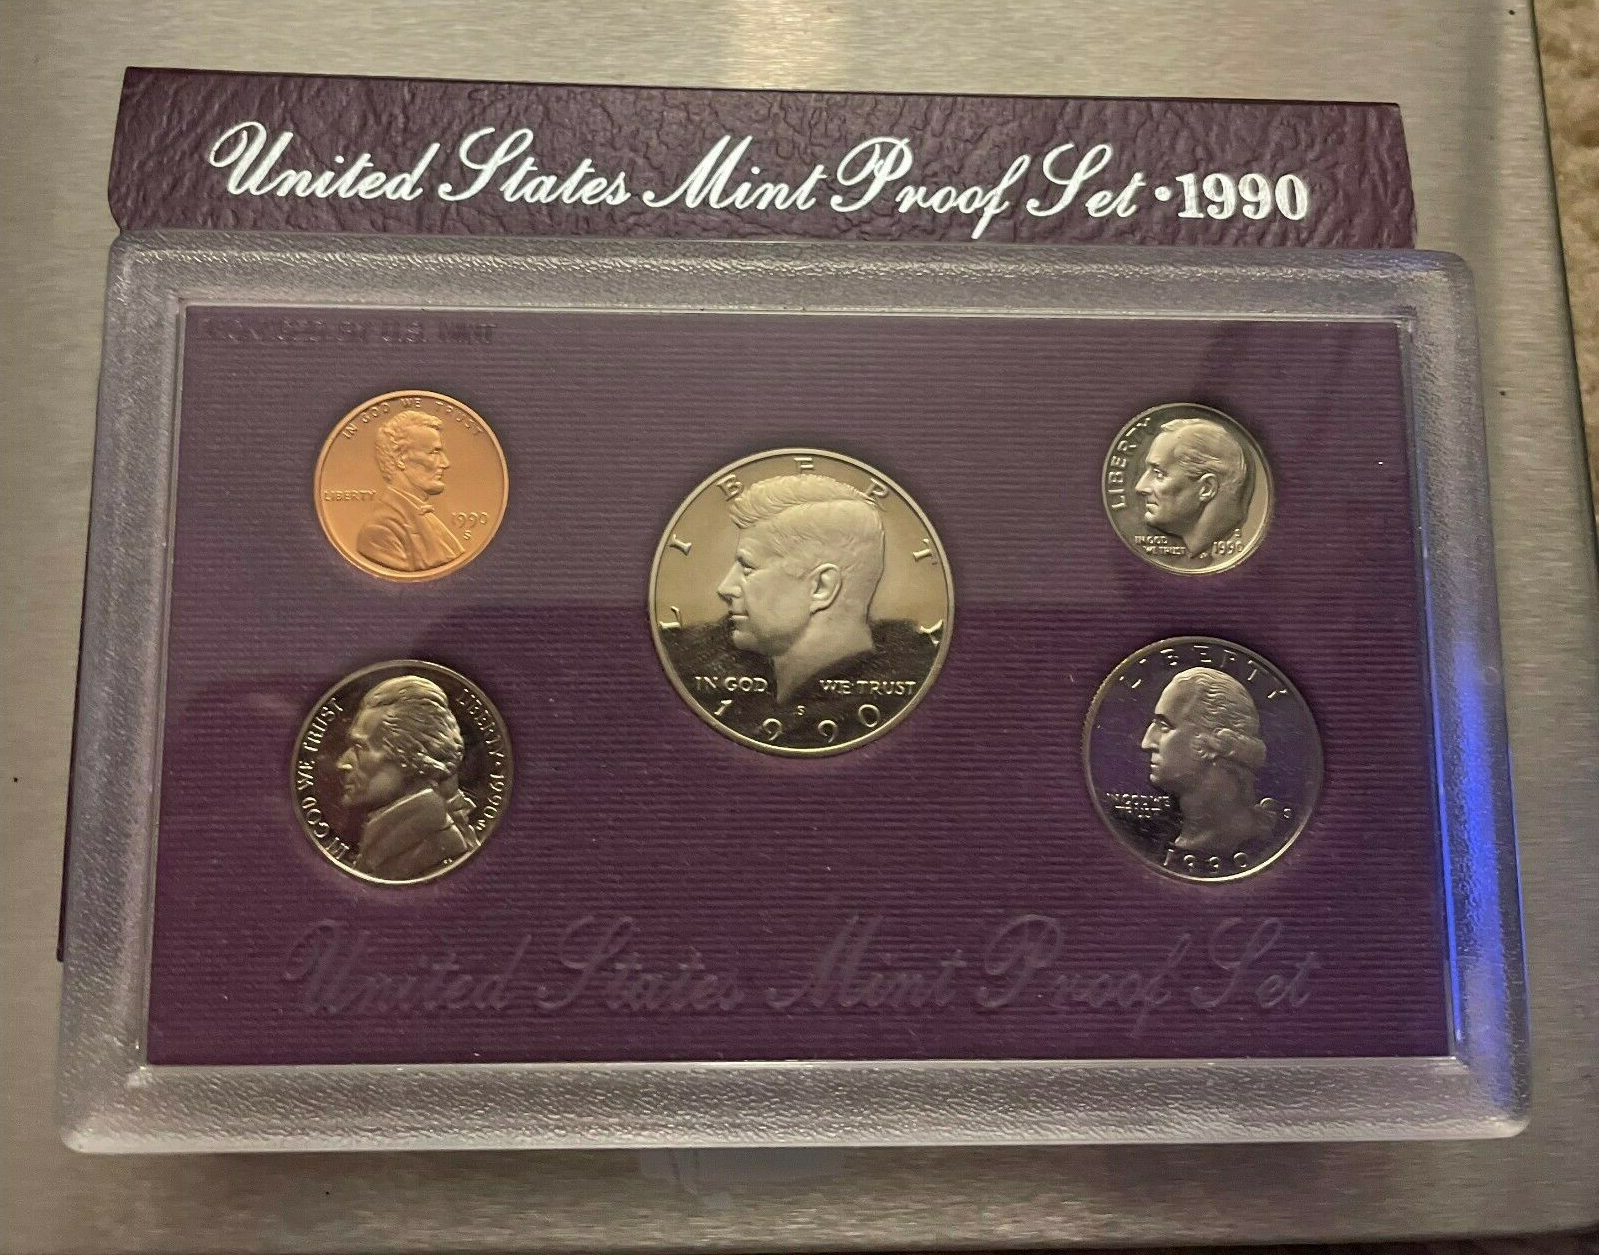 United States Mint Proof Set · 1990
U.S. MINT
IN GOD WE TRUST
LIBERTY
1990
S
LIBERTY
IN GOD WE TRUST
1990
S
LIBERTY
IN GOD
WE TRUST
S
1990
IN GOD WE TRUST
LIBERTY · 1990
S
LIBERTY
IN GOD WE
TRUST
S
1990
United States Mint Proof Set